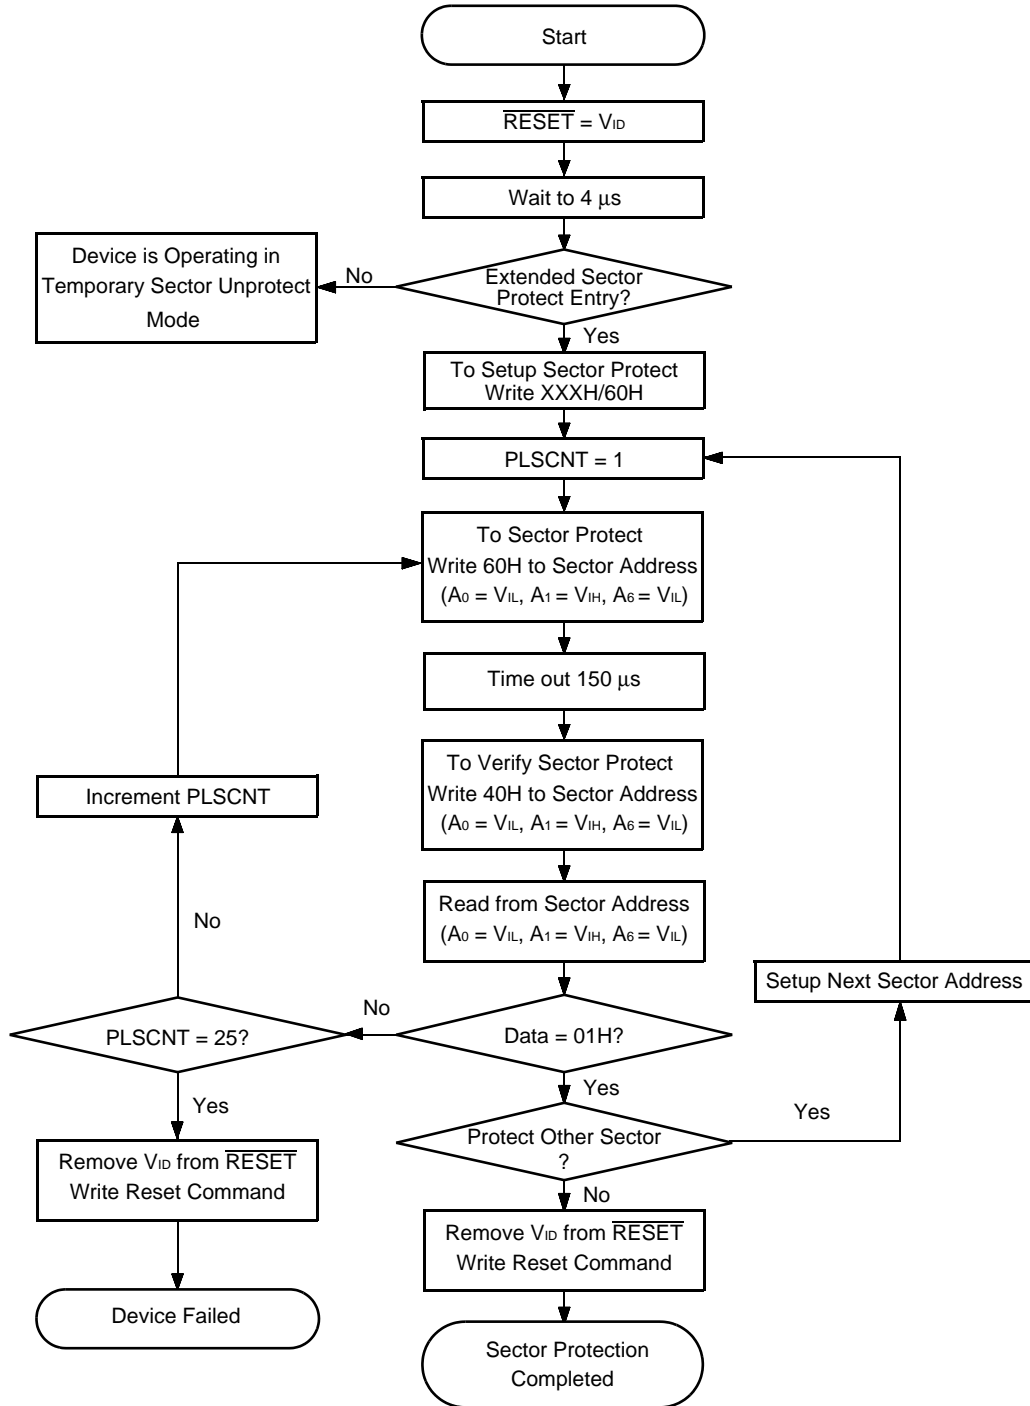 Start
RESET = VID
Wait to 4 μs
Device is Operating in
Temporary Sector Unprotect
Mode
No
Extended Sector
Protect Entry?
Yes
To Setup Sector Protect
Write XXXH/60H
PLSCNT = 1
To Sector Protect
Write 60H to Sector Address
(A0 = VIL, A1 = VIH, A6 = VIL)
Time out 150 μs
To Verify Sector Protect
Write 40H to Sector Address
(A0 = VIL, A1 = VIH, A6 = VIL)
Increment PLSCNT
Read from Sector Address
(A0 = VIL, A1 = VIH, A6 = VIL)
No
Setup Next Sector Address
No
PLSCNT = 25?
Data = 01H?
Yes
Yes
Yes
Protect Other Sector
?
Remove VID from RESET
Write Reset Command
No
Remove VID from RESET
Write Reset Command
Device Failed
Sector Protection
Completed